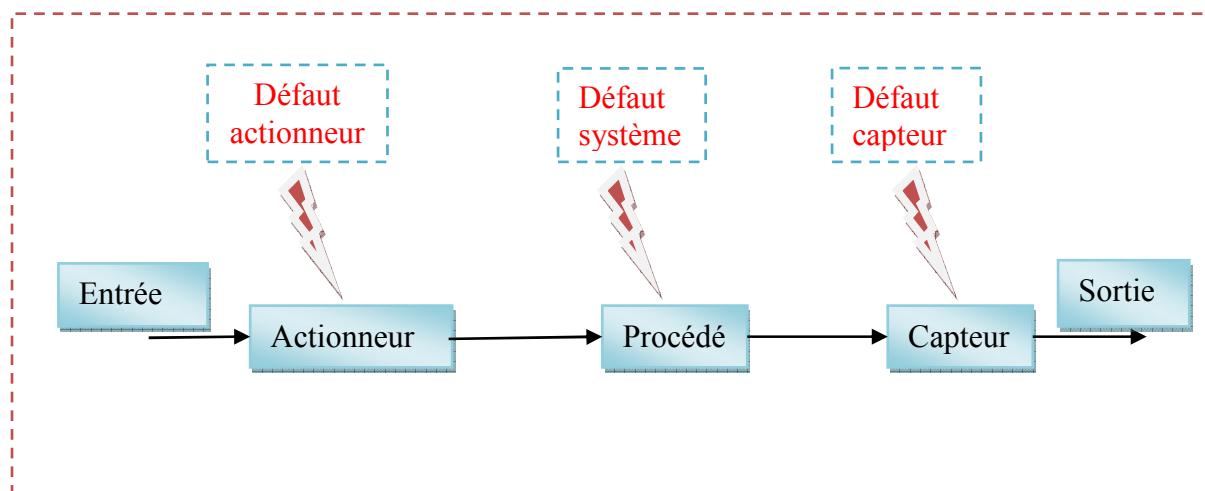 Défaut
actionneur
Défaut
système
Défaut
capteur
Entrée
Actionneur
Procédé
Capteur
Sortie